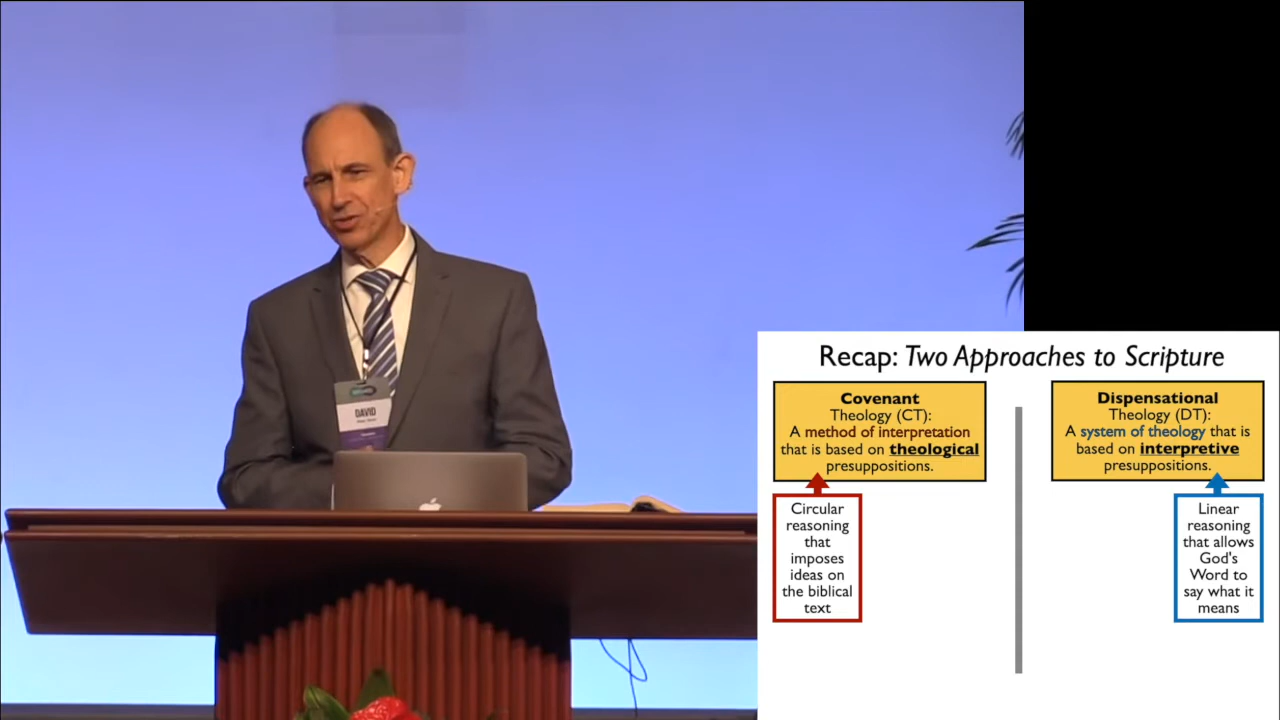 DAVID
Recap: Two Approaches to Scripture
Covenant
Theology (CT):
A method of interpretation
that is based on theological
presuppositions.
Circular
reasoning
that
imposes
ideas on
the biblical
text
Dispensational
Theology (DT):
A system of theology that is
based on interpretive
presuppositions.
Linear
reasoning
that allows
God's
Word to
say what it
means